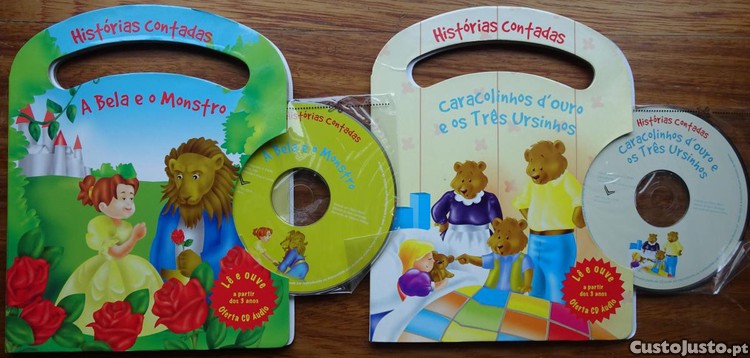 Histórias Contadas
A Bela e o Monstro
Lê e ouve
a partir
dos 3 anos
Oferta CD Áudio
Histórias Contadas
A Bela e o Monstro
Histórias Contadas
Caracolinhos d'ouro
e os Três Ursinhos
Lê e ouve
a partir
dos 3 anos
Oferta CD Áudio
Histórias Contadas
Caracolinhos d'ouro e
os Três Ursinhos
CustoJusto.pt